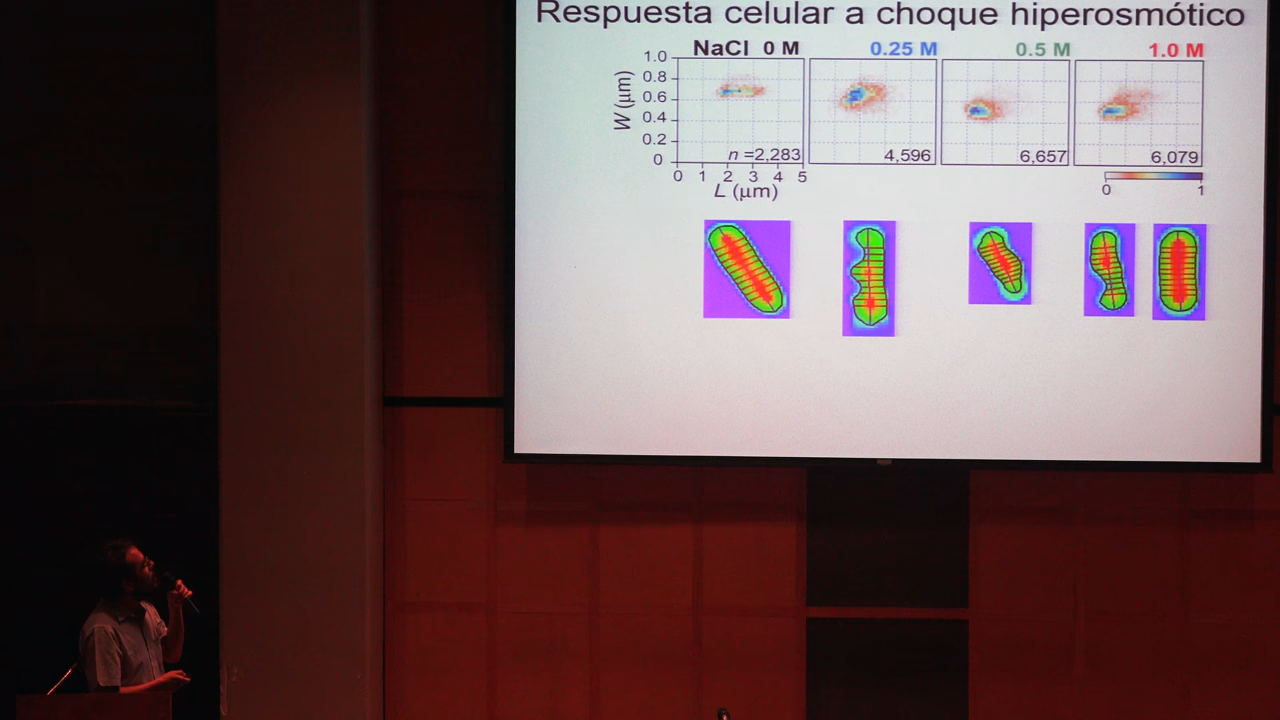 Respuesta celular a choque hiperosmótico
NaCl 0 M 0.25 M 0.5 M 1.0 M
1.0
0.8
0.6
0.4
0.2
0
W (μm)
n =2,283 4,596 6,657 6,079
0 1 2 3 4 5
L (μm)
0 1